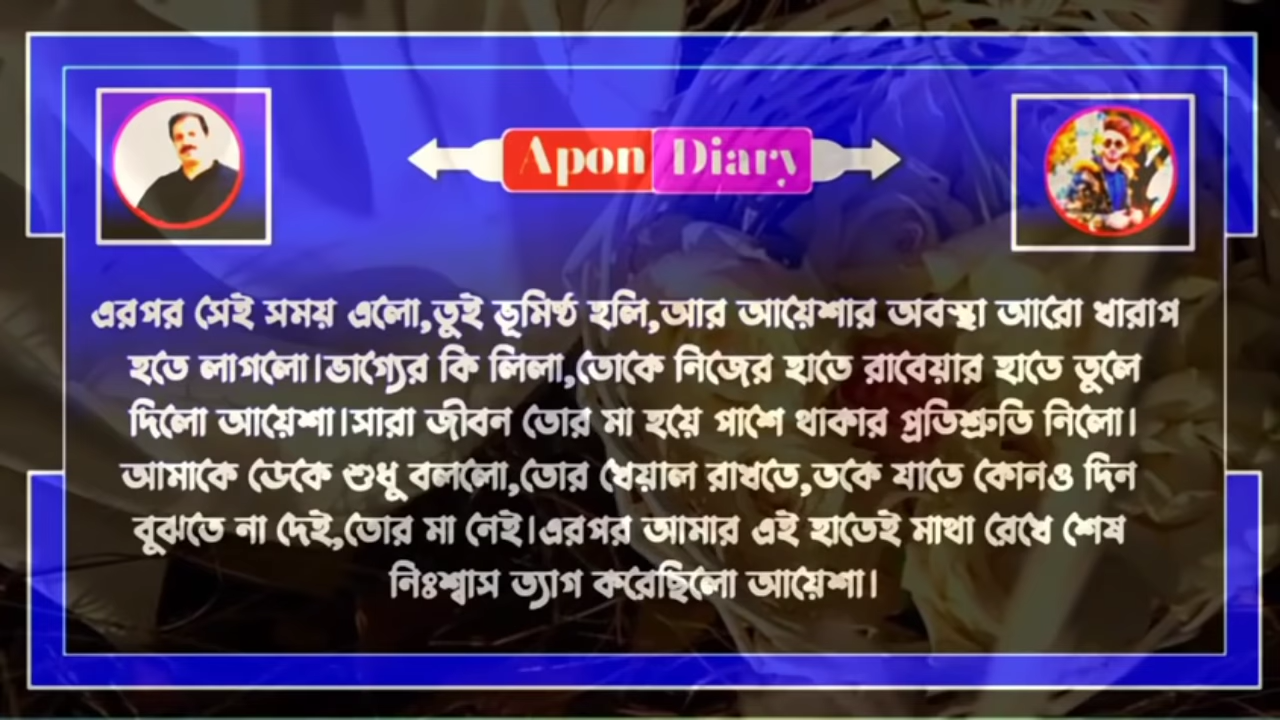 Apon Diary
এরপর সেই সময় এলো,তুই ভূমিষ্ঠ হলি,আর আয়েশার অবস্থা আরো খারাপ
হতে লাগলো।ভাগ্যের কি লিলা,তোকে নিজের হাতে রাবেয়ার হাতে তুলে
দিলো আয়েশা।সারা জীবন তোর মা হয়ে পাশে থাকার প্রতিশ্রুতি নিলো।
আমাকে ডেকে শুধু বললো,তোর খেয়াল রাখতে,তকে যাতে কোনও দিন
বুঝতে না দেই,তোর মা নেই।এরপর আমার এই হাতেই মাথা রেখে শেষ
নিঃশ্বাস ত্যাগ করেছিলো আয়েশা।